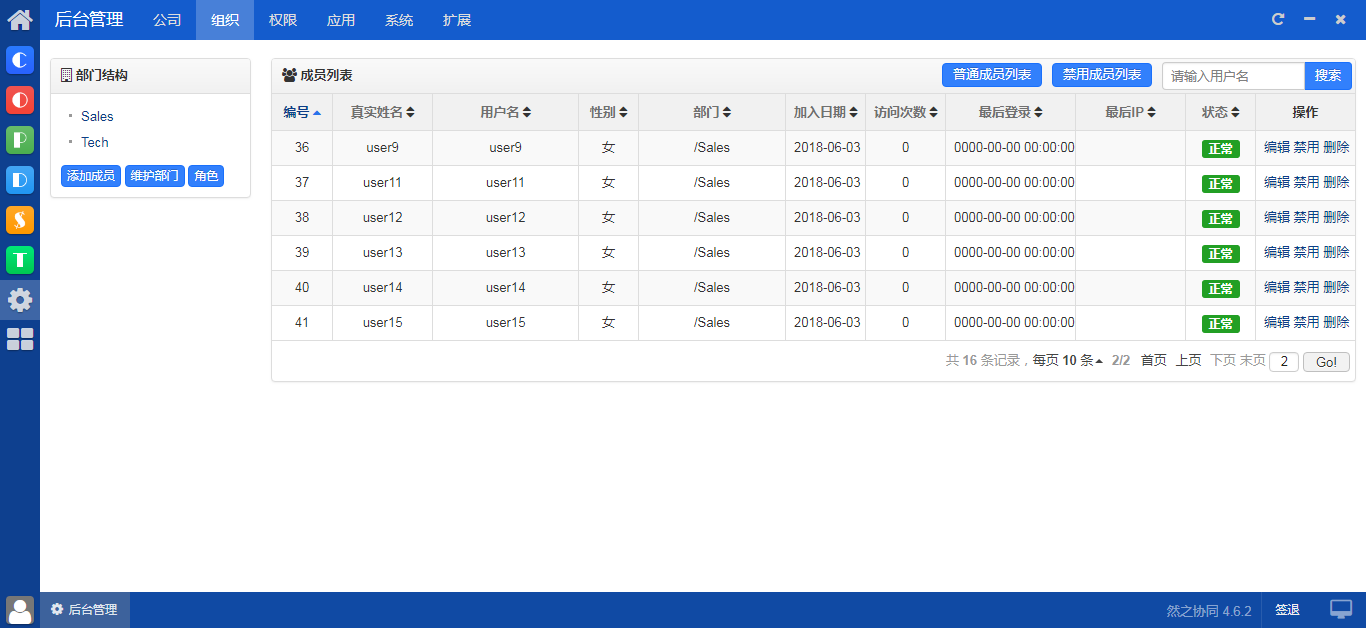 后台管理 公司 组织 权限 应用 系统 扩展
部门结构
Sales
Tech
添加成员 维护部门 角色
成员列表 普通成员列表 禁用成员列表 请输入用户名 搜索
编号 真实姓名 用户名 性别 部门 加入日期 访问次数 最后登录 最后IP 状态 操作
36 user9 user9 女 /Sales 2018-06-03 0 0000-00-00 00:00:00 正常 编辑 禁用 删除
37 user11 user11 女 /Sales 2018-06-03 0 0000-00-00 00:00:00 正常 编辑 禁用 删除
38 user12 user12 女 /Sales 2018-06-03 0 0000-00-00 00:00:00 正常 编辑 禁用 删除
39 user13 user13 女 /Sales 2018-06-03 0 0000-00-00 00:00:00 正常 编辑 禁用 删除
40 user14 user14 女 /Sales 2018-06-03 0 0000-00-00 00:00:00 正常 编辑 禁用 删除
41 user15 user15 女 /Sales 2018-06-03 0 0000-00-00 00:00:00 正常 编辑 禁用 删除
共 16 条记录，每页 10 条 2/2 首页 上页 下页 末页 2 Go!
C
P
D
S
T
后台管理 然之协同 4.6.2 签退